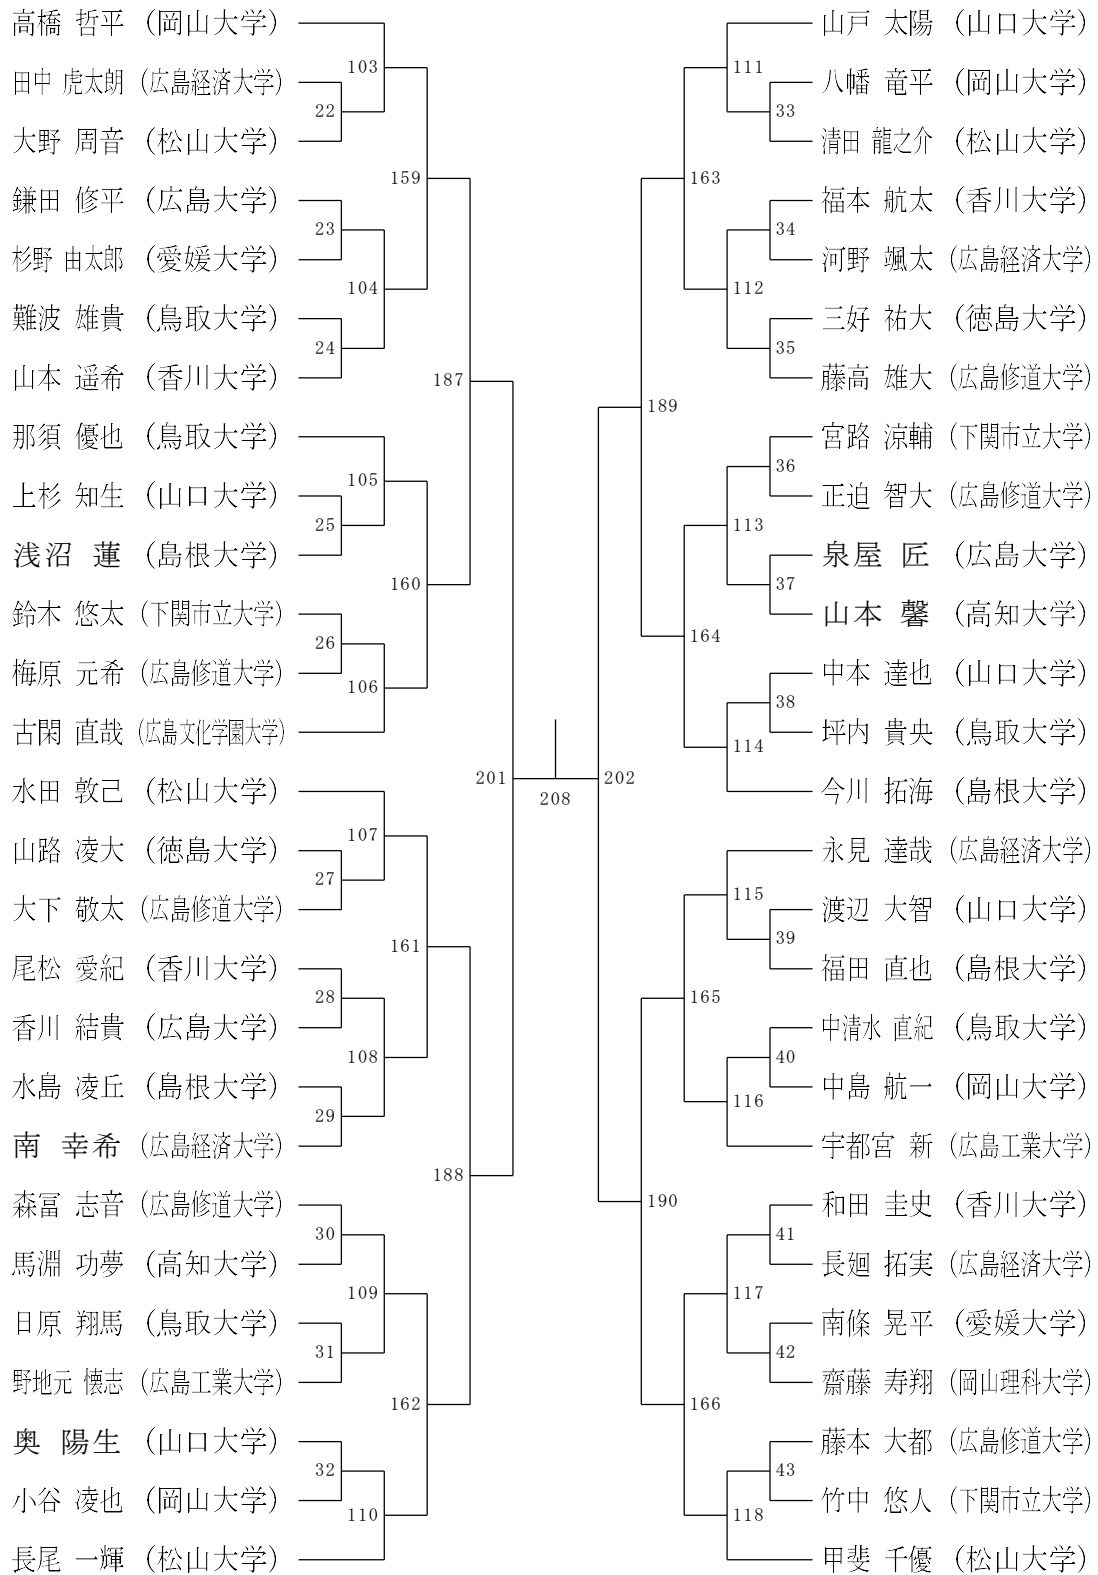 高橋 哲平 (岡山大学)
田中 虎太朗 (広島経済大学)
大野 周音 (松山大学)
鎌田 修平 (広島大学)
杉野 由太郎 (愛媛大学)
難波 雄貴 (鳥取大学)
山本 遥希 (香川大学)
那須 優也 (鳥取大学)
上杉 知生 (山口大学)
浅沼 蓮 (島根大学)
鈴木 悠太 (下関市立大学)
梅原 元希 (広島修道大学)
古閑 直哉 (広島文化学園大学)
水田 敦己 (松山大学)
山路 凌大 (徳島大学)
大下 敬太 (広島修道大学)
尾松 愛紀 (香川大学)
香川 結貴 (広島大学)
水島 凌丘 (島根大学)
南 幸希 (広島経済大学)
森冨 志音 (広島修道大学)
馬淵 功夢 (高知大学)
日原 翔馬 (鳥取大学)
野地元 懐志 (広島工業大学)
奥 陽生 (山口大学)
小谷 凌也 (岡山大学)
長尾 一輝 (松山大学)
22
23
24
25
26
27
28
29
30
31
32
103
104
105
106
107
108
109
110
159
160
161
162
187
188
201
208
202
189
190
163
164
165
166
111
112
113
114
115
116
117
118
33
34
35
36
37
38
39
40
41
42
43
山戸 太陽 (山口大学)
八幡 竜平 (岡山大学)
清田 龍之介 (松山大学)
福本 航太 (香川大学)
河野 颯太 (広島経済大学)
三好 祐大 (徳島大学)
藤高 雄大 (広島修道大学)
宮路 涼輔 (下関市立大学)
正迫 智大 (広島修道大学)
泉屋 匠 (広島大学)
山本 馨 (高知大学)
中本 達也 (山口大学)
坪内 貴央 (鳥取大学)
今川 拓海 (島根大学)
永見 達哉 (広島経済大学)
渡辺 大智 (山口大学)
福田 直也 (島根大学)
中清水 直紀 (鳥取大学)
中島 航一 (岡山大学)
宇都宮 新 (広島工業大学)
和田 圭史 (香川大学)
長廻 拓実 (広島経済大学)
南條 晃平 (愛媛大学)
齋藤 寿翔 (岡山理科大学)
藤本 大都 (広島修道大学)
竹中 悠人 (下関市立大学)
甲斐 千優 (松山大学)